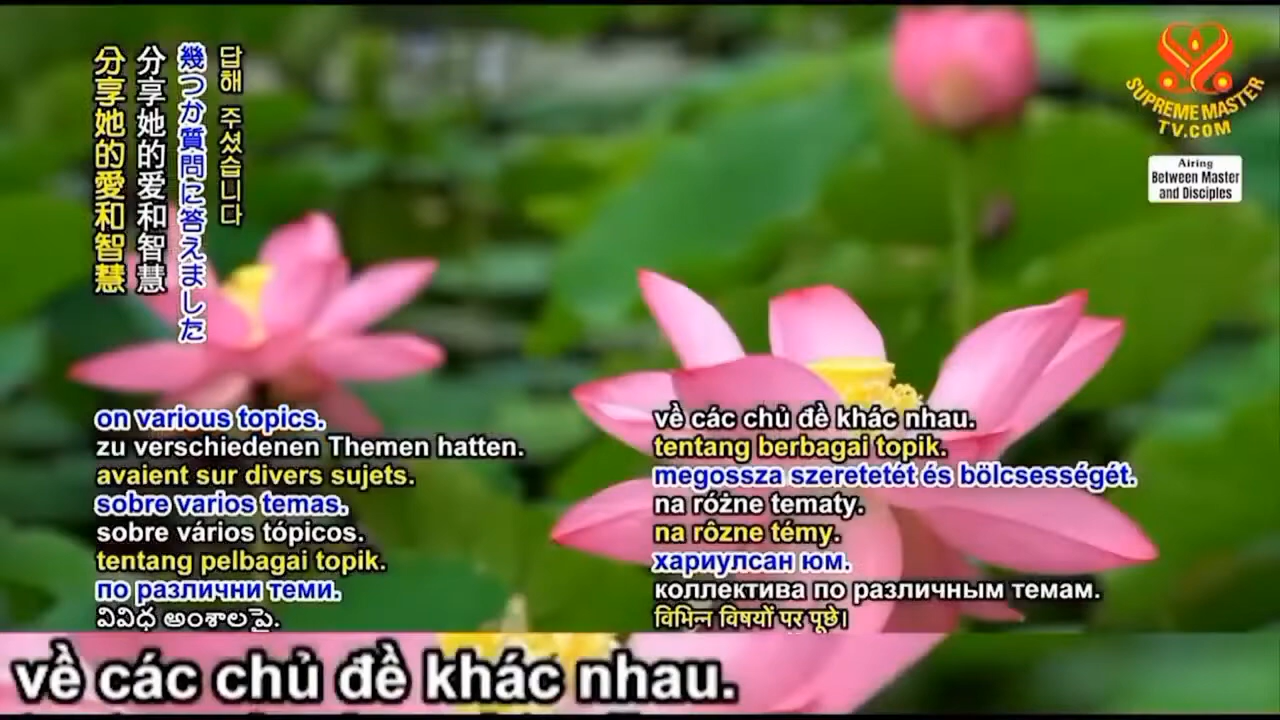 分享她的愛和智慧
分享她的爱和智慧
幾つか質問に答えました
답해 주셨습니다
SUPREME MASTER
TV.COM
Airing
Between Master
and Disciples
on various topics.
zu verschiedenen Themen hatten.
avaient sur divers sujets.
sobre varios temas.
sobre vários tópicos.
tentang pelbagai topik.
по различни теми.
వివిధ అంశాలపై.
về các chủ đề khác nhau.
tentang berbagai topik.
megossza szeretetét és bölcsességét.
na różne tematy.
na rôzne témy.
хариулсан юм.
коллектива по различным темам.
विभिन्न विषयों पर पूछे।
về các chủ đề khác nhau.